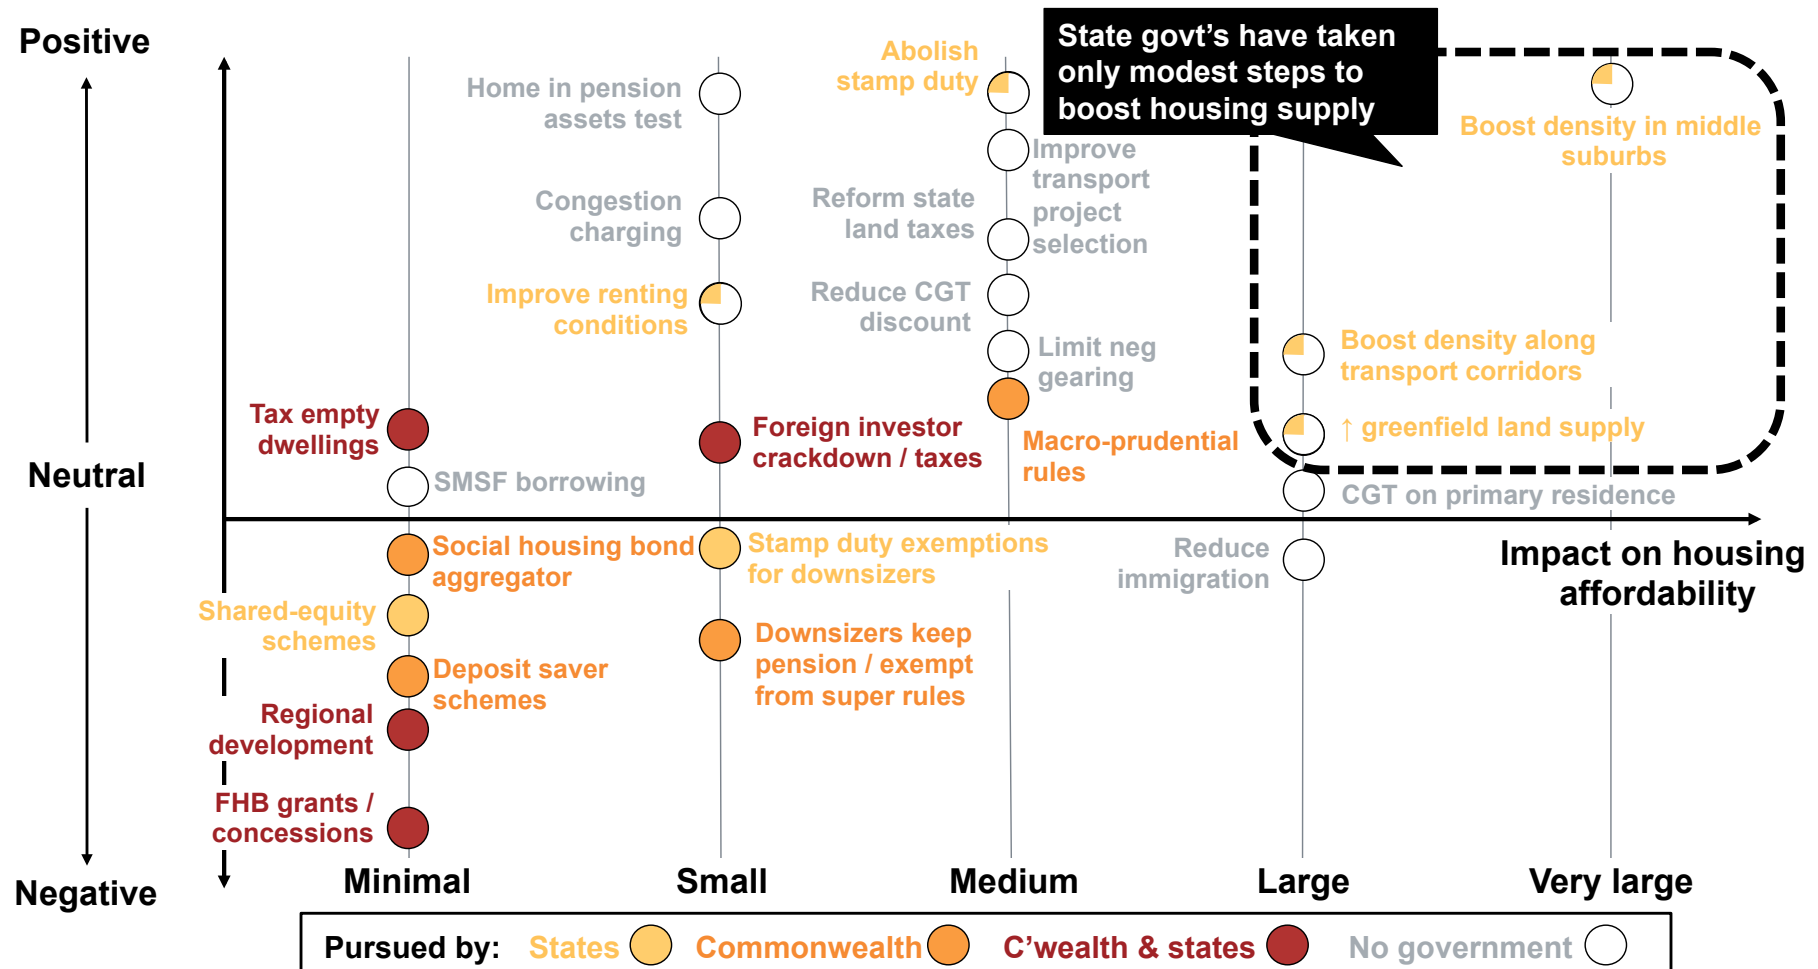 Positive
Neutral
Negative
State govt's have taken
only modest steps to
boost housing supply
Abolish
stamp duty
Home in pension
assets test
Boost density in middle
suburbs
Improve
transport
project
selection
Congestion
charging
Reform state
land taxes
Improve renting
conditions
Reduce CGT
discount
Limit neg
gearing
Boost density along
transport corridors
Tax empty
dwellings
Foreign investor
crackdown / taxes
Macro-prudential
rules
↑ greenfield land supply
SMSF borrowing
CGT on primary residence
Social housing bond
aggregator
Stamp duty exemptions
for downsizers
Reduce
immigration
Impact on housing
affordability
Shared-equity
schemes
Downsizers keep
pension / exempt
from super rules
Deposit saver
schemes
Regional
development
FHB grants /
concessions
Minimal
Small
Medium
Large
Very large
Pursued by: States Commonwealth C'wealth & states No government